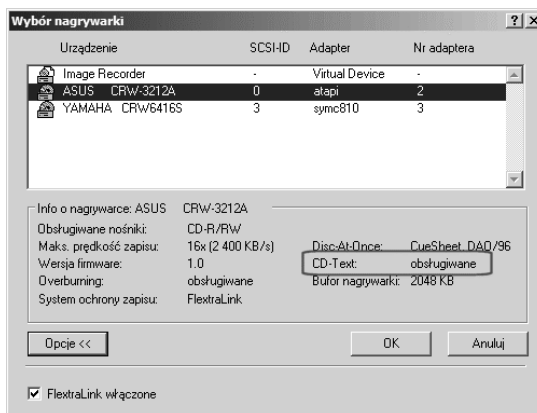 Wybór nagrywarki
Urządzenie SCSI-ID Adapter Nr adaptera
Image Recorder - Virtual Device -
ASUS CRW-3212A 0 atapi 2
YAMAHA CRW6416S 3 symc810 3
Info o nagrywarce: ASUS CRW-3212A
Obsługiwane nośniki: CD-R/RW
Maks. prędkość zapisu: 16x (2 400 KB/s) Disc-At-Once: CueSheet, DAO/96
Wersja firmware: 1.0 CD-Text: obsługiwane
Overburning: obsługiwane Bufor nagrywarki: 2048 KB
System ochrony zapisu: FlextraLink
Opcje << OK Anuluj
FlextraLink włączone